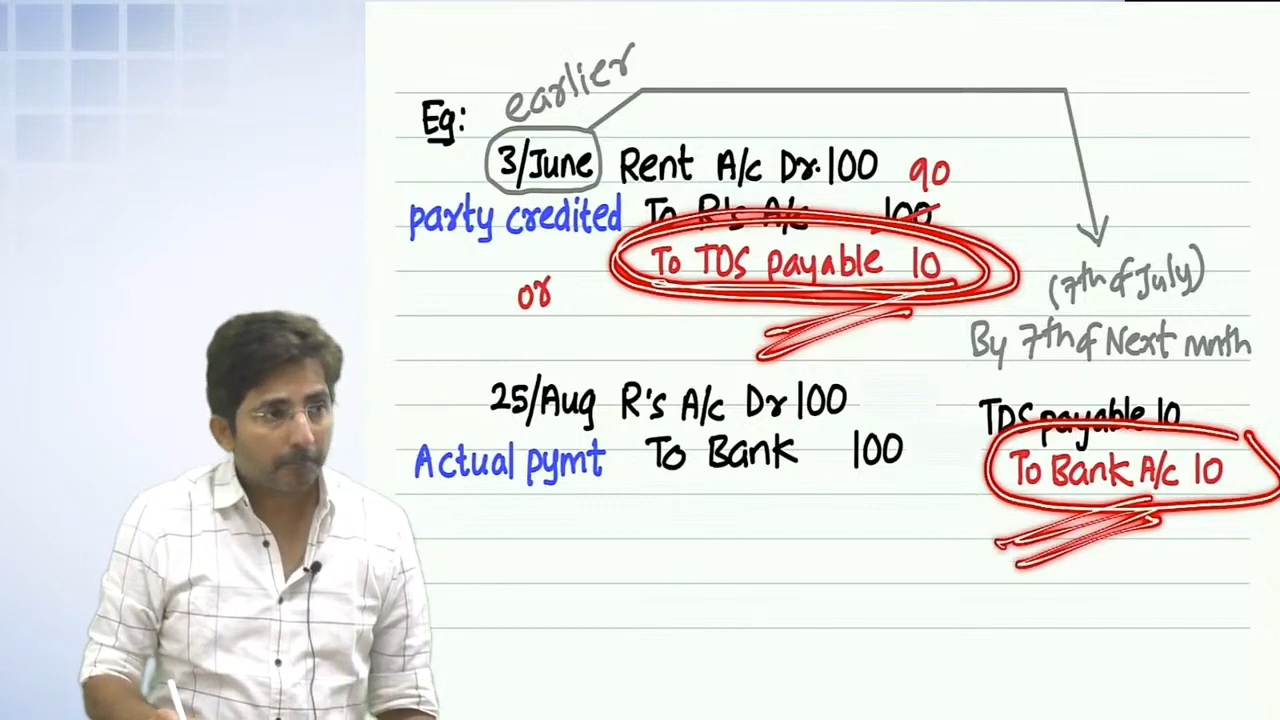 earlier
Eg:
3/June Rent A/c Dr. 100
90
party credited To R's A/c 100
To TDS payable 10
or
(7th of July)
By 7th of Next mnth
25/Aug R's A/c Dr 100
Actual pymt To Bank 100
TDS payable 10
To Bank A/c 10